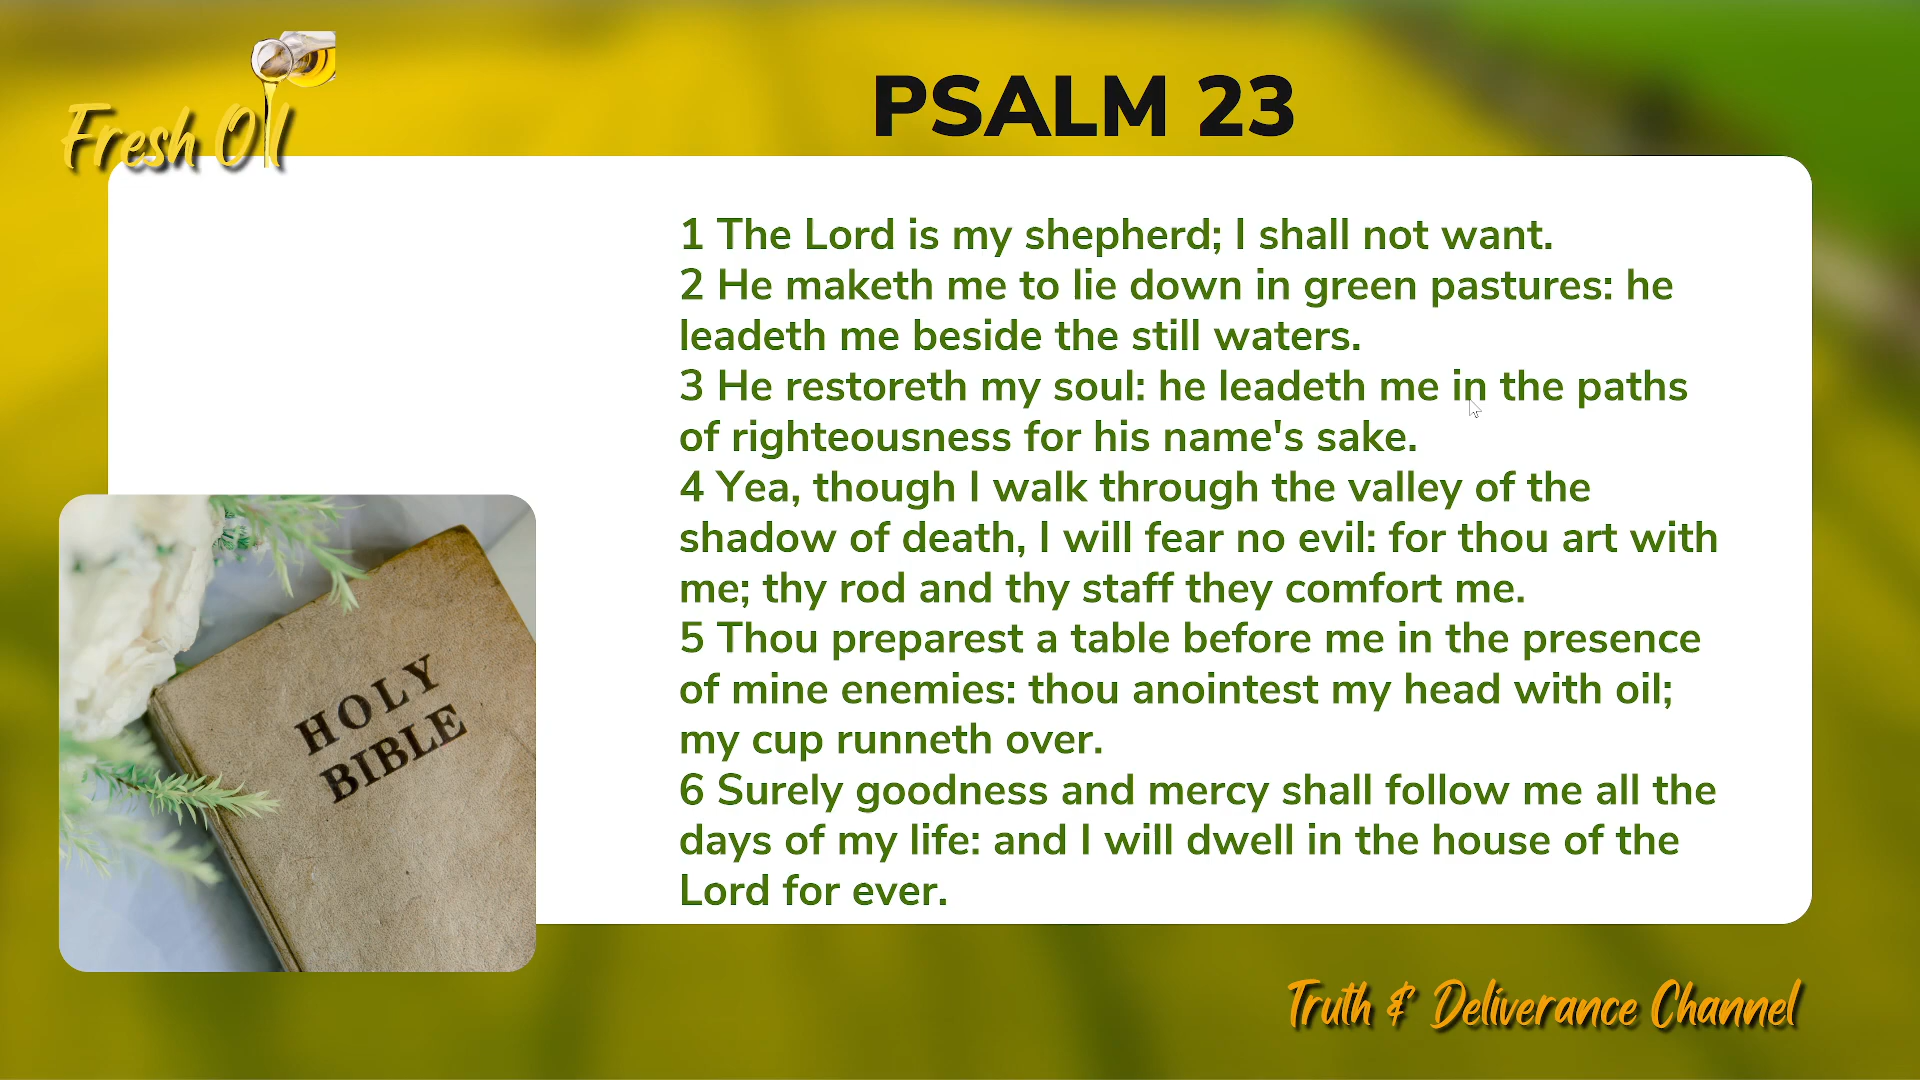 Fresh Oil
PSALM 23
1 The Lord is my shepherd; I shall not want.
2 He maketh me to lie down in green pastures: he
leadeth me beside the still waters.
3 He restoreth my soul: he leadeth me in the paths
of righteousness for his name's sake.
4 Yea, though I walk through the valley of the
shadow of death, I will fear no evil: for thou art with
me; thy rod and thy staff they comfort me.
5 Thou preparest a table before me in the presence
of mine enemies: thou anointest my head with oil;
my cup runneth over.
6 Surely goodness and mercy shall follow me all the
days of my life: and I will dwell in the house of the
Lord for ever.
HOLY
BIBLE
Truth & Deliverance Channel